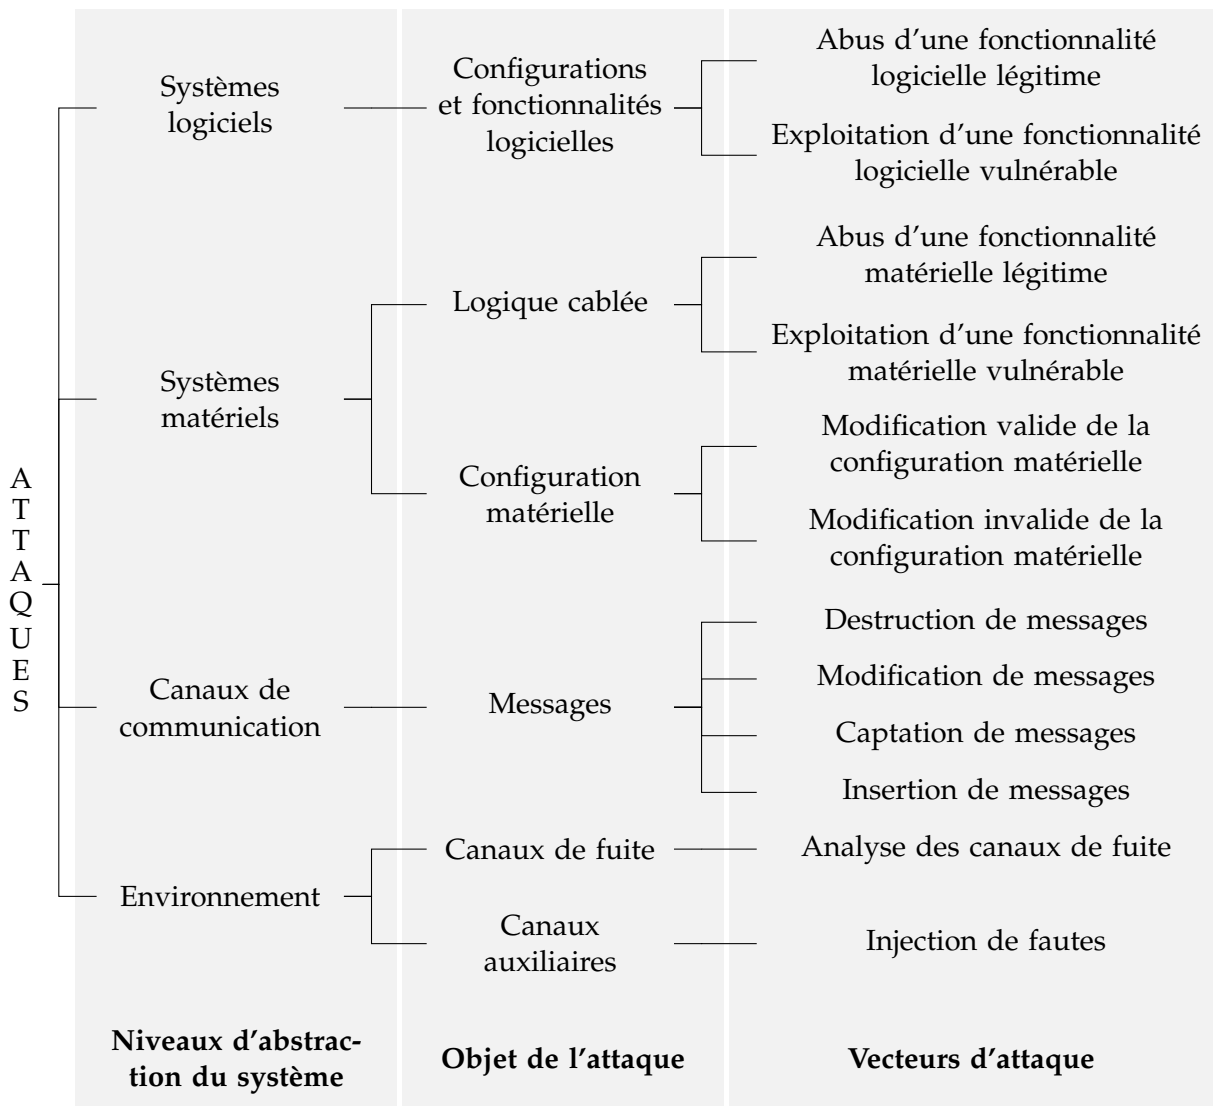 A
T
T
A
Q
U
E
S
Systèmes
logiciels
Configurations
et fonctionnalités
logicielles
Abus d'une fonctionnalité
logicielle légitime
Exploitation d'une fonctionnalité
logicielle vulnérable
Systèmes
matériels
Logique cablée
Abus d'une fonctionnalité
matérielle légitime
Exploitation d'une fonctionnalité
matérielle vulnérable
Configuration
matérielle
Modification valide de la
configuration matérielle
Modification invalide de la
configuration matérielle
Canaux de
communication
Messages
Destruction de messages
Modification de messages
Captation de messages
Insertion de messages
Environnement
Canaux de fuite
Analyse des canaux de fuite
Canaux
auxiliaires
Injection de fautes
Niveaux d'abstrac-
tion du système
Objet de l'attaque
Vecteurs d'attaque